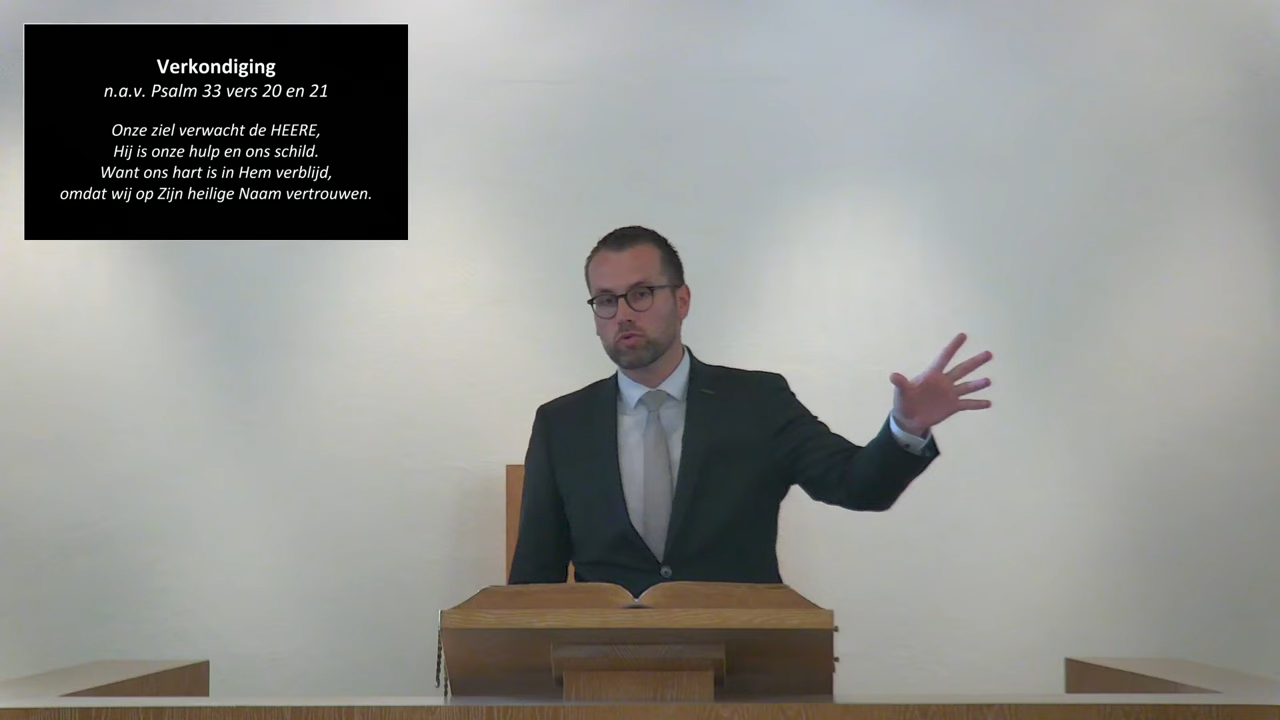 Verkondiging
n.a.v. Psalm 33 vers 20 en 21
Onze ziel verwacht de HEERE,
Hij is onze hulp en ons schild.
Want ons hart is in Hem verblijd,
omdat wij op Zijn heilige Naam vertrouwen.